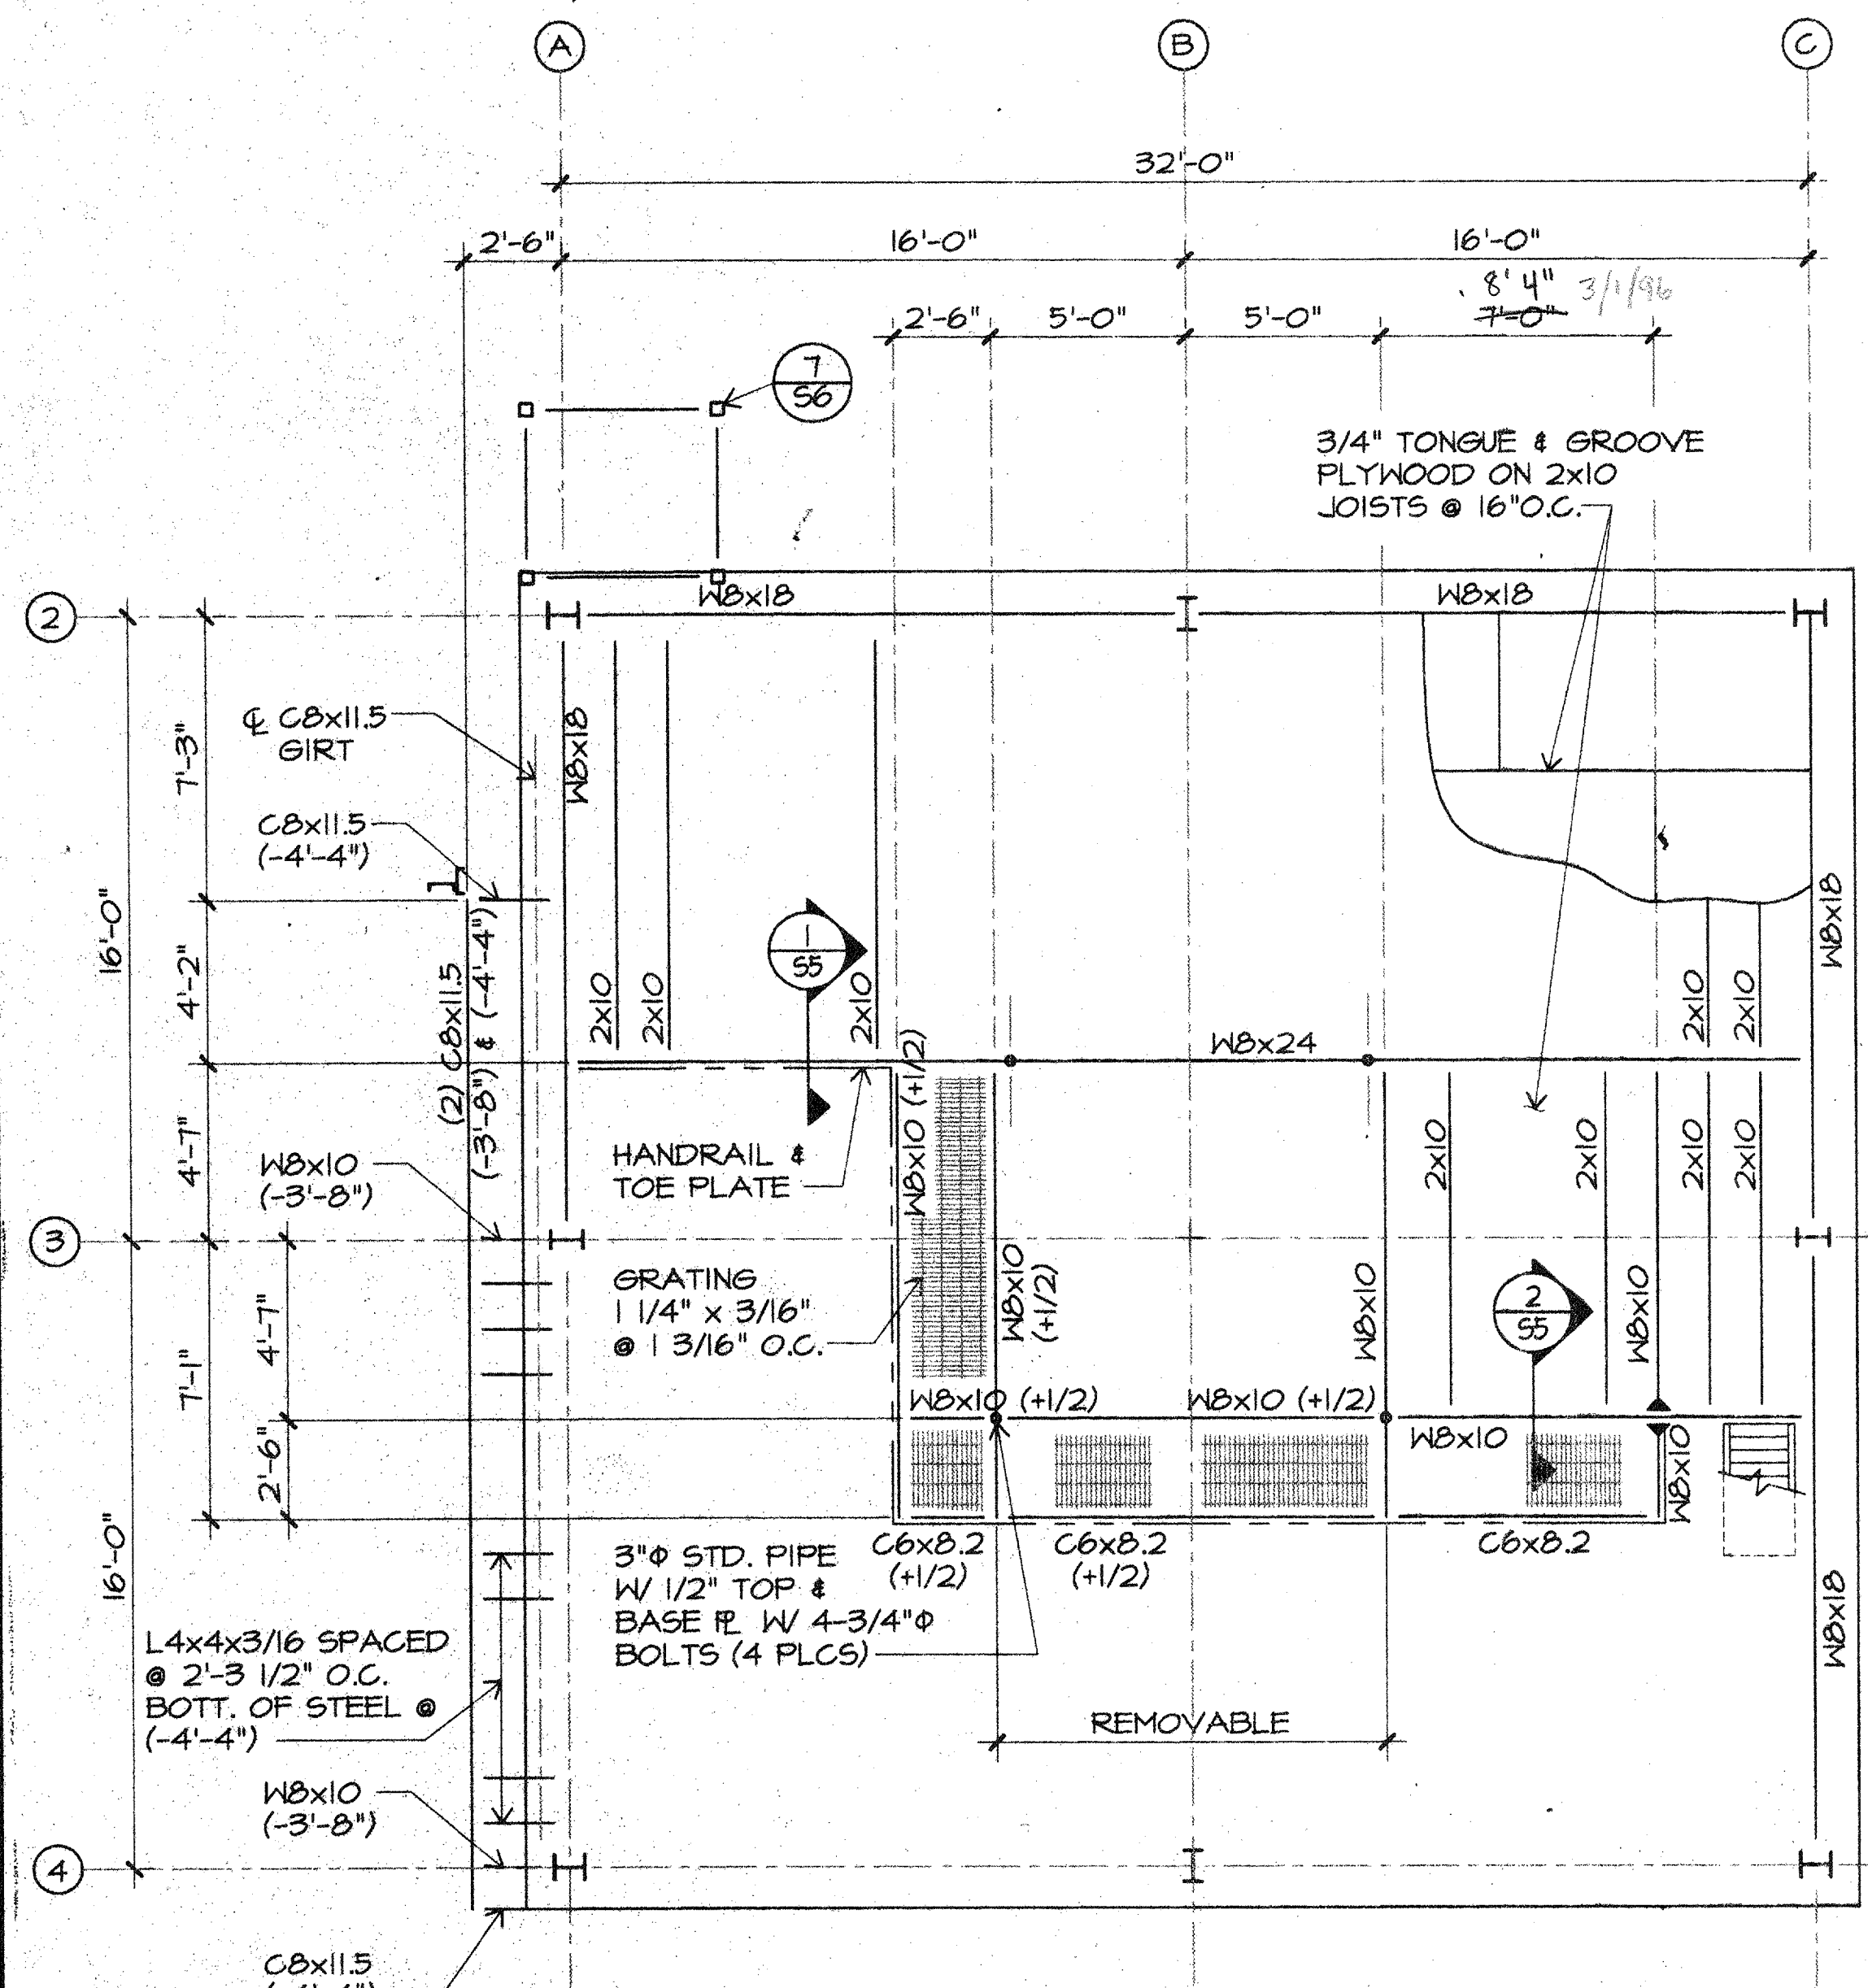 A
B
C
32'-0"
2'-6"
16'-0"
16'-0"
8' 4"
3/1/96
2'-6"
5'-0"
5'-0"
7'-0"
7
S6
3/4" TONGUE & GROOVE
PLYWOOD ON 2x10
JOISTS @ 16"O.C.
2
W8x18
W8x18
℄ C8x11.5
GIRT
7'-3"
W8x18
C8x11.5
(-4'-4")
16'-0"
4'-2"
(2) C8x11.5
(-3'-8") & (-4'-4")
1
S5
2x10
2x10
2x10
2x10
2x10
W8x18
W8x24
4'-7"
W8x10
(-3'-8")
HANDRAIL &
TOE PLATE
W8x10 (+1/2)
2x10
2x10
2x10
2x10
3
GRATING
1 1/4" x 3/16"
@ 1 3/16" O.C.
W8x10
(+1/2)
W8x10
2
S5
W8x10
4'-7"
7'-1"
W8x10 (+1/2)
W8x10 (+1/2)
W8x10
W8x10
2'-6"
C6x8.2
(+1/2)
C6x8.2
(+1/2)
C6x8.2
3"Φ STD. PIPE
W/ 1/2" TOP &
BASE PL W/ 4-3/4"Φ
BOLTS (4 PLCS)
16'-0"
L4x4x3/16 SPACED
@ 2'-3 1/2" O.C.
BOTT. OF STEEL @
(-4'-4")
W8x18
REMOVABLE
W8x10
(-3'-8")
4
C8x11.5